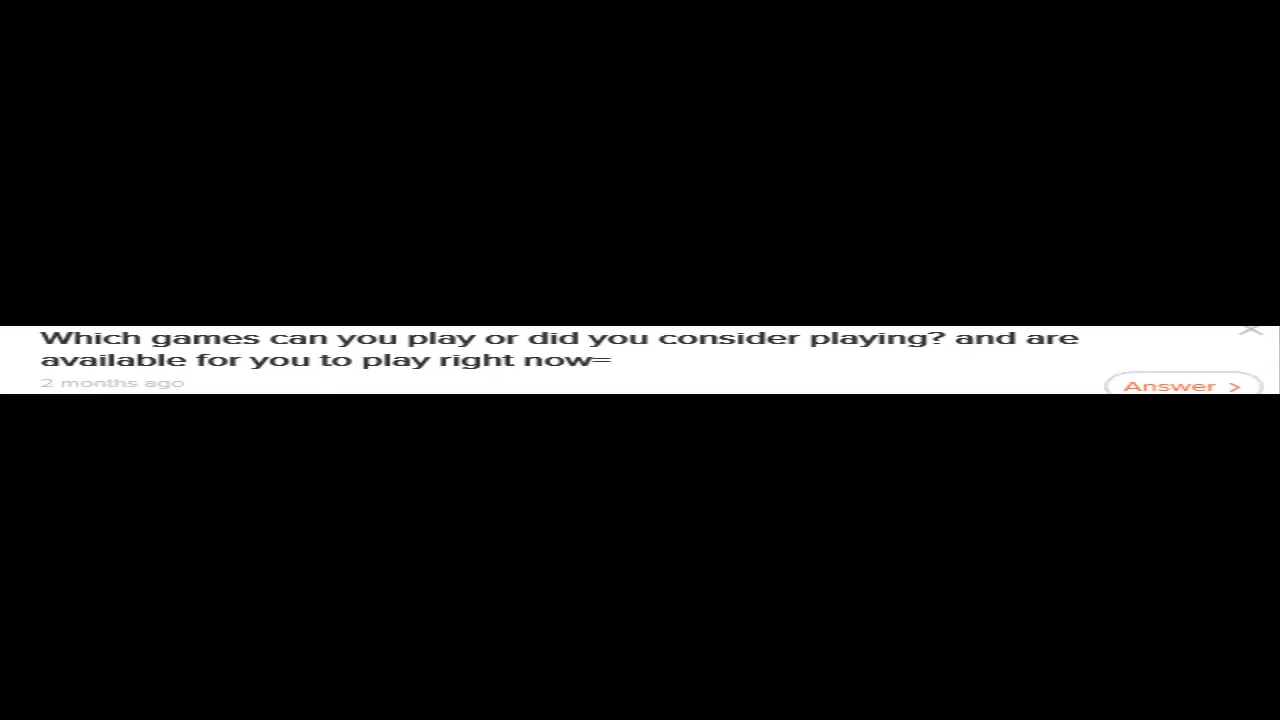 Which games can you play or did you consider playing? and are
available for you to play right now=
2 months ago
Answer >